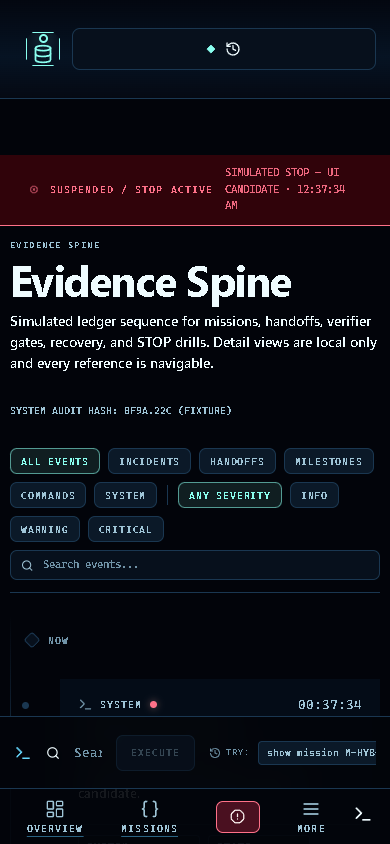 SUSPENDED / STOP ACTIVE
SIMULATED STOP — UI
CANDIDATE · 12:37:34
AM
EVIDENCE SPINE
Evidence Spine
Simulated ledger sequence for missions, handoffs, verifier
gates, recovery, and STOP drills. Detail views are local only
and every reference is navigable.
SYSTEM AUDIT HASH: 8F9A.22C (FIXTURE)
ALL EVENTS
INCIDENTS
HANDOFFS
MILESTONES
COMMANDS
SYSTEM
ANY SEVERITY
INFO
WARNING
CRITICAL
Search events...
NOW
SYSTEM
00:37:34
Sear
EXECUTE
TRY:
show mission M-HYB
candidate.
OVERVIEW
MISSIONS
MORE